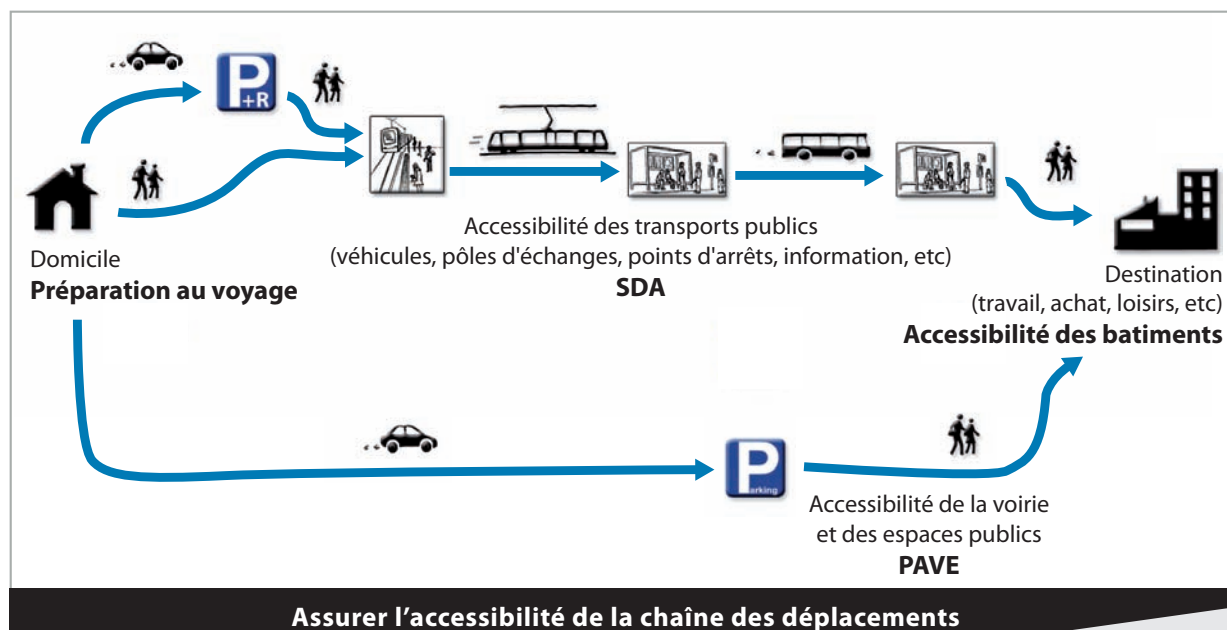 P
+R
Domicile
Préparation au voyage
Accessibilité des transports publics
(véhicules, pôles d'échanges, points d'arrêts, information, etc)
SDA
Destination
(travail, achat, loisirs, etc)
Accessibilité des batiments
Parking
Accessibilité de la voirie
et des espaces publics
PAVE
Assurer l'accessibilité de la chaîne des déplacements